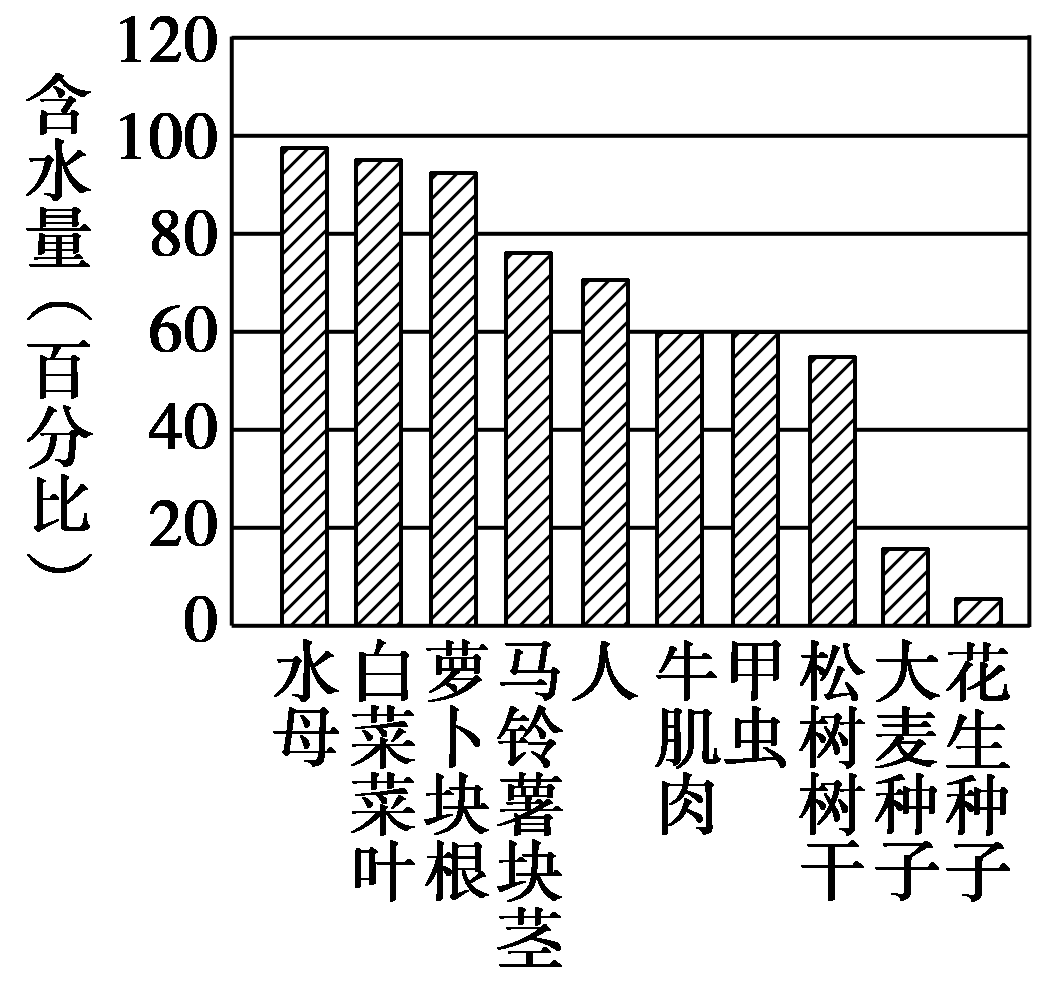 含水量（百分比）
120
100
80
60
40
20
0
水母
白菜菜叶
萝卜块根
马铃薯块茎
人
牛肌肉
甲虫
松树树干
大麦种子
花生种子